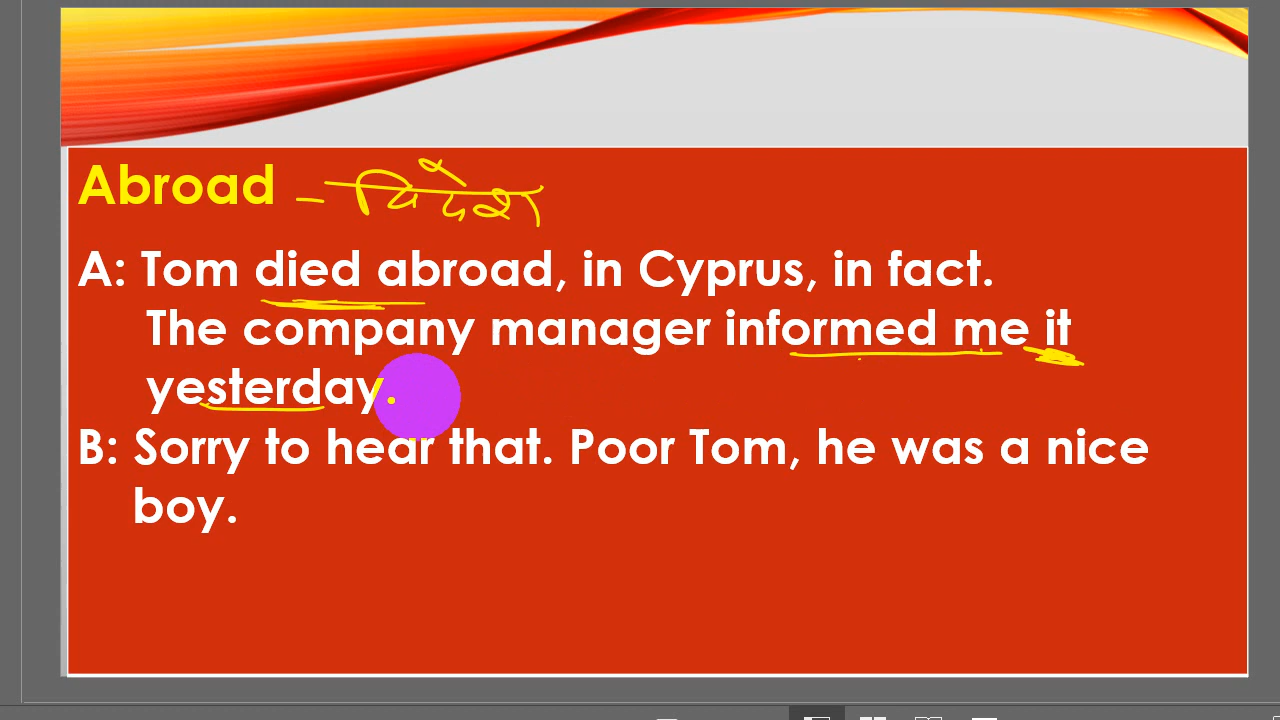 Abroad - विदेश
A: Tom died abroad, in Cyprus, in fact.
The company manager informed me it
yesterday.
B: Sorry to hear that. Poor Tom, he was a nice
boy.